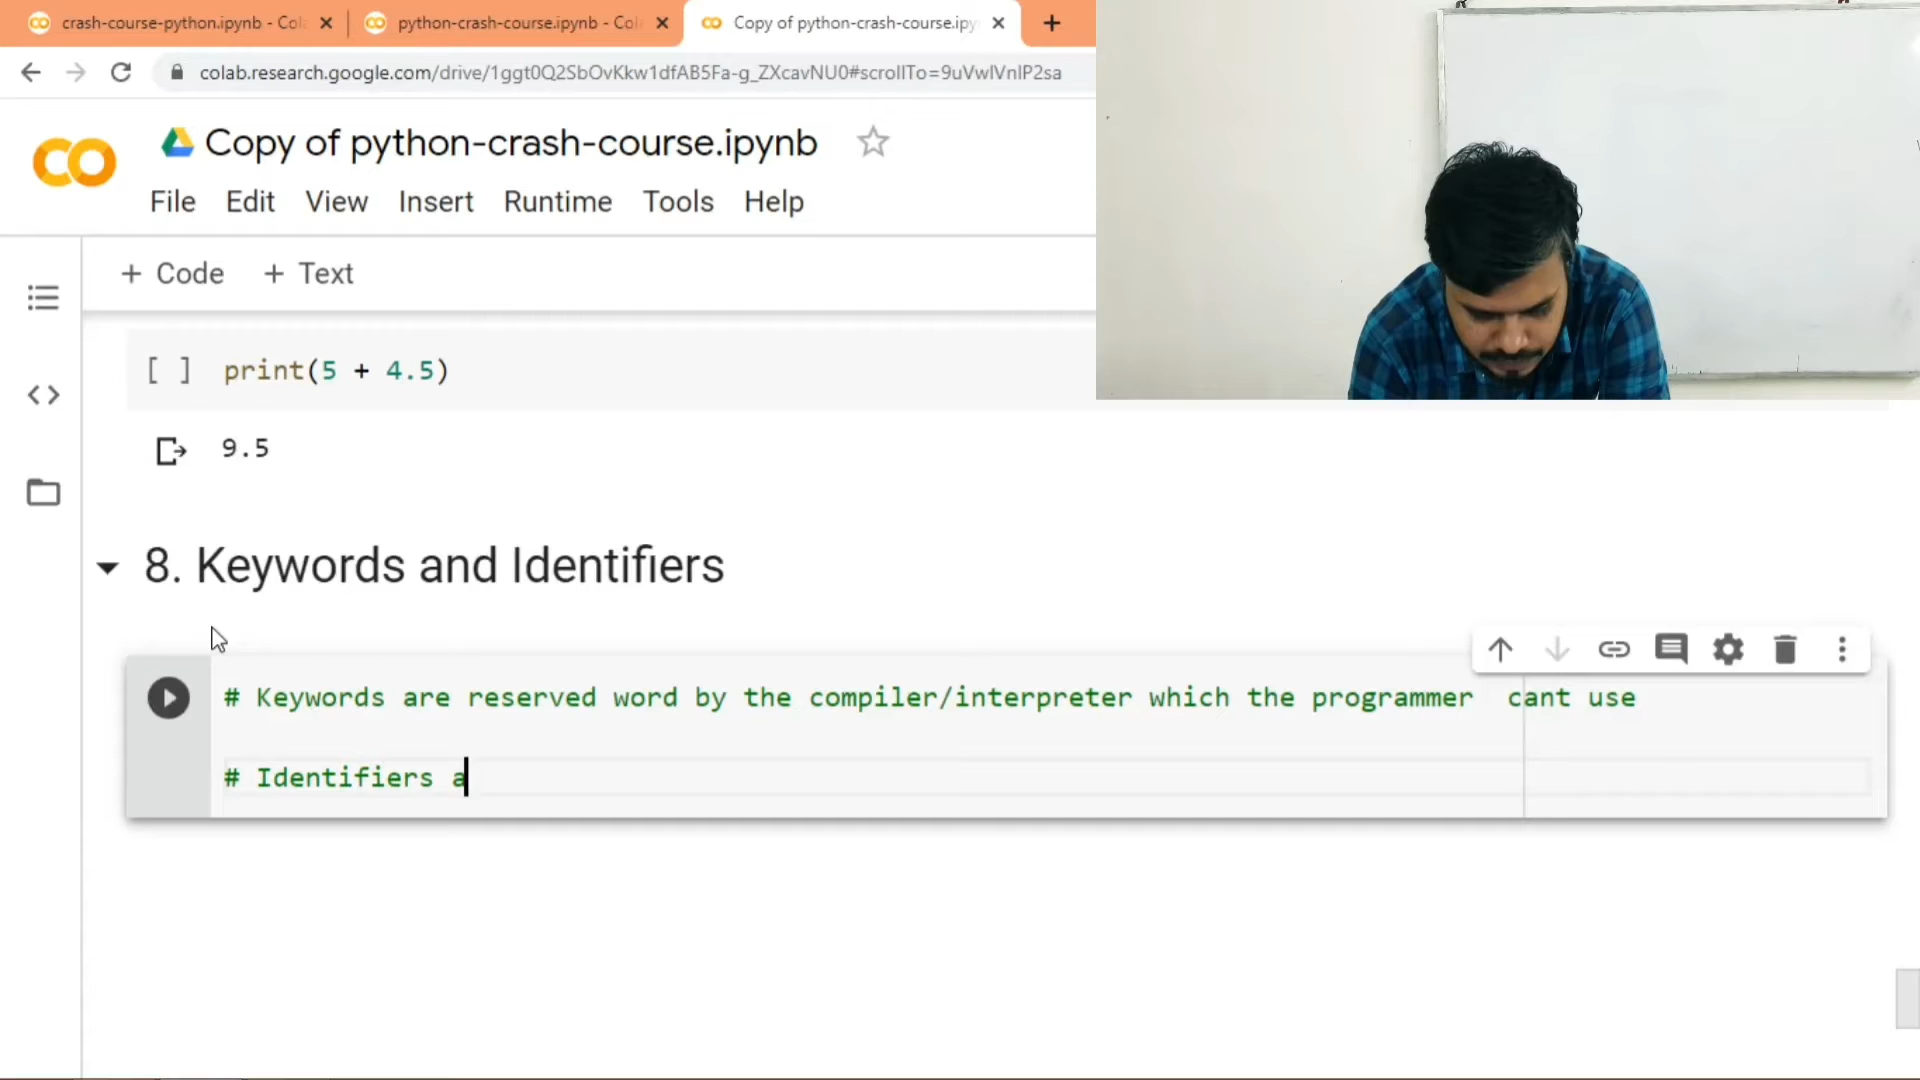 crash-course-python.ipynb - Cola
python-crash-course.ipynb - Col
Copy of python-crash-course.ipy
colab.research.google.com/drive/1ggt0Q2SbOvKkw1dfAB5Fa-g_ZXcavNU0#scrollTo=9uVwlVnIP2sa
Copy of python-crash-course.ipynb
File Edit View Insert Runtime Tools Help
+ Code + Text
[ ] print(5 + 4.5)
9.5
8. Keywords and Identifiers
# Keywords are reserved word by the compiler/interpreter which the programmer  cant use
# Identifiers a